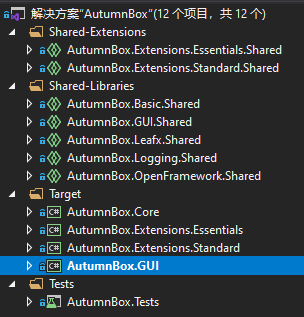 解决方案"AutumnBox"(12 个项目，共 12 个)
Shared-Extensions
AutumnBox.Extensions.Essentials.Shared
AutumnBox.Extensions.Standard.Shared
Shared-Libraries
AutumnBox.Basic.Shared
AutumnBox.GUI.Shared
AutumnBox.Leafx.Shared
AutumnBox.Logging.Shared
AutumnBox.OpenFramework.Shared
Target
C# AutumnBox.Core
C# AutumnBox.Extensions.Essentials
C# AutumnBox.Extensions.Standard
C# AutumnBox.GUI
Tests
AutumnBox.Tests